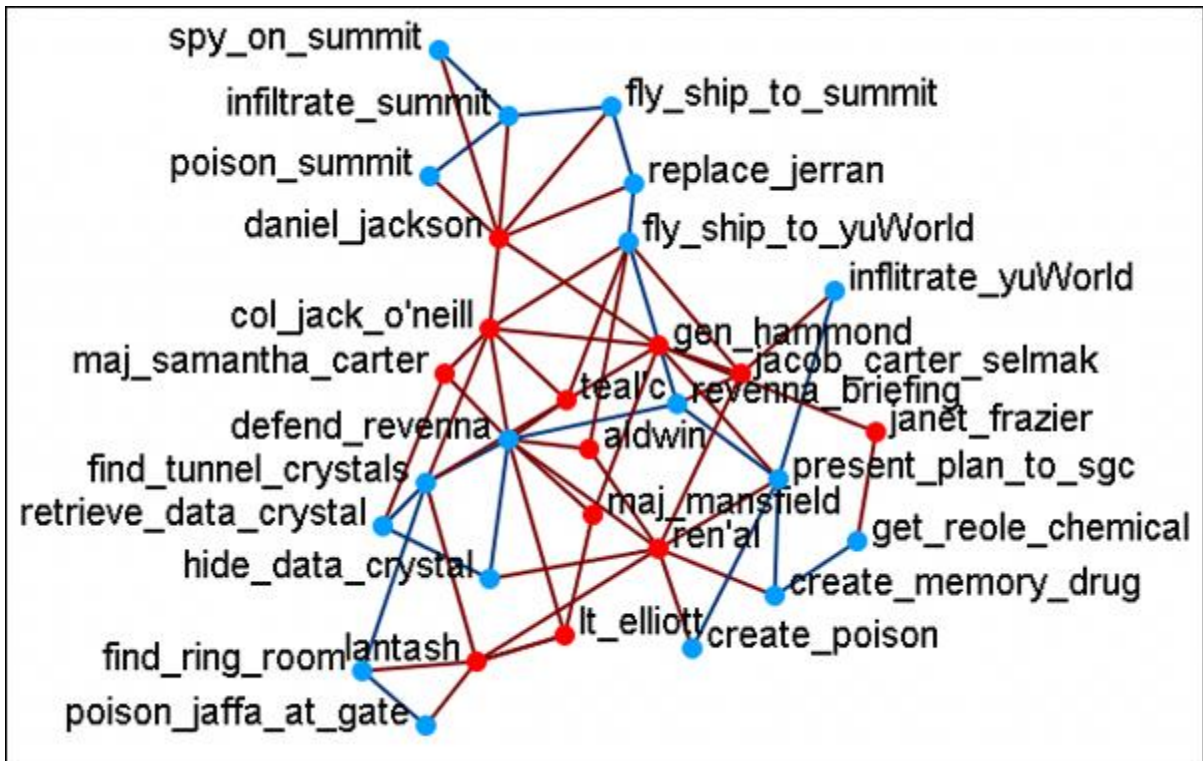 spy_on_summit
infiltrate_summit
fly_ship_to_summit
poison_summit
replace_jerran
daniel_jackson
fly_ship_to_yuWorld
inflitrate_yuWorld
col_jack_o'neill
gen_hammond
maj_samantha_carter
jacob_carter_selmak
teal'c
revenna_briefing
defend_revenna
aldwin
janet_frazier
find_tunnel_crystals
present_plan_to_sgc
retrieve_data_crystal
maj_mansfield
get_reole_chemical
ren'al
hide_data_crystal
create_memory_drug
lt_elliott
create_poison
find_ring_room
lantash
poison_jaffa_at_gate